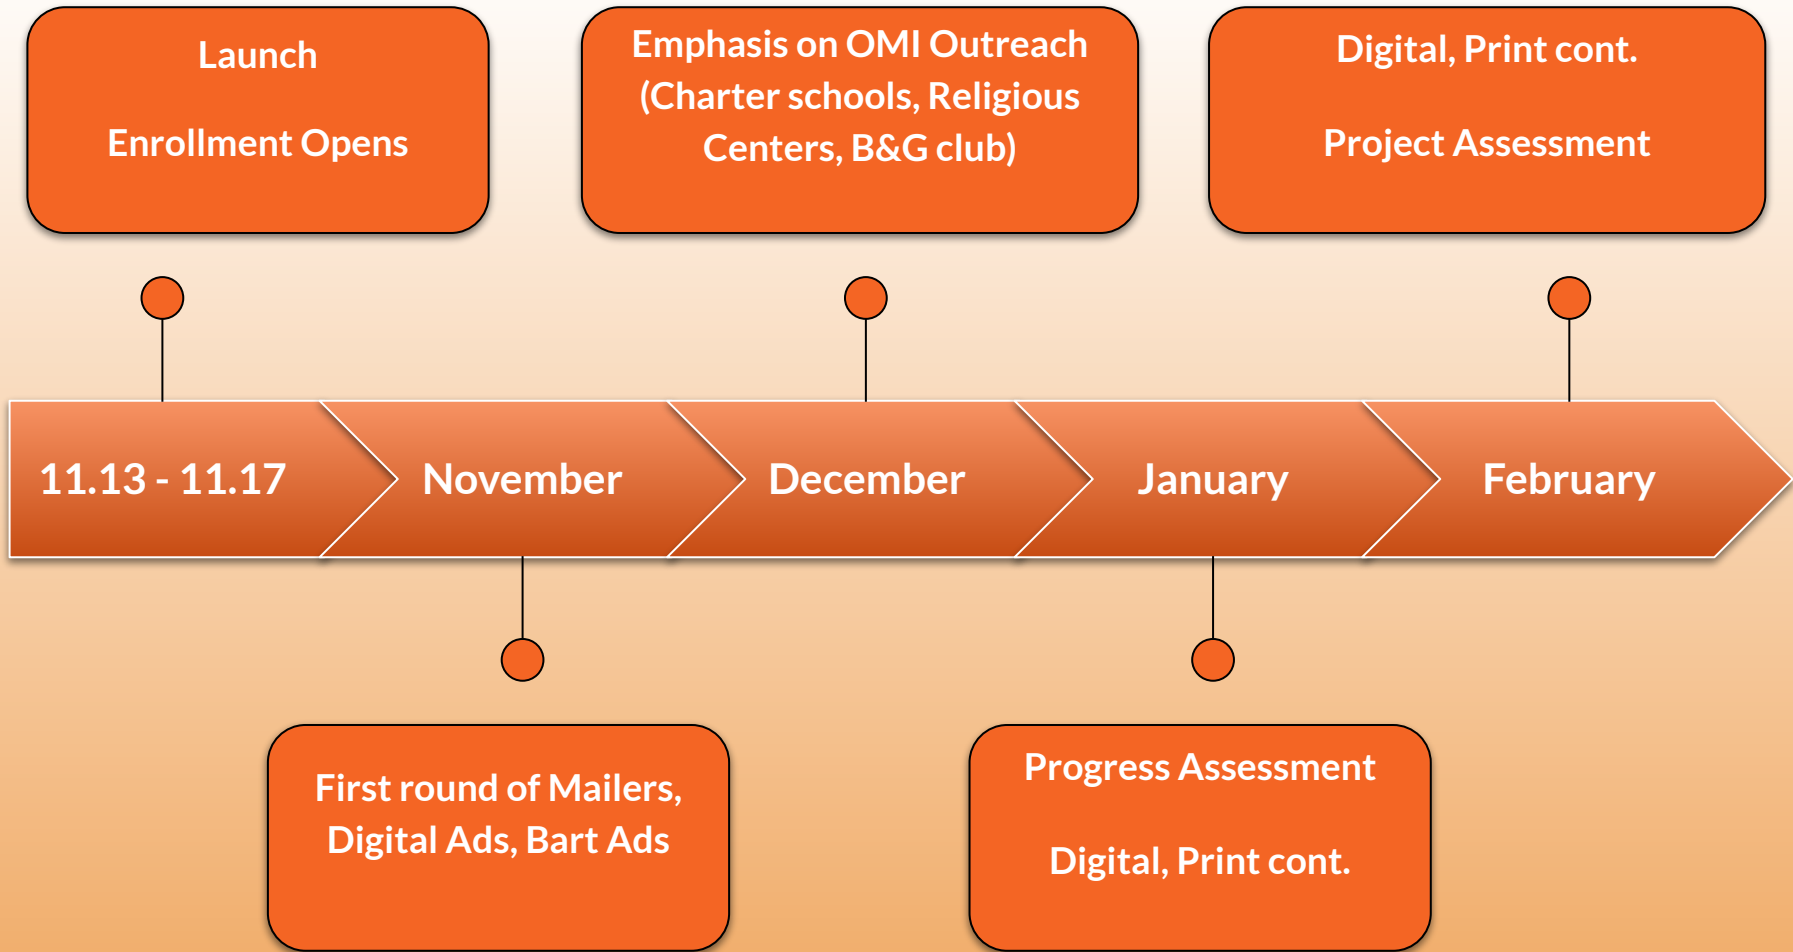 Launch
Enrollment Opens
Emphasis on OMI Outreach
(Charter schools, Religious
Centers, B&G club)
Digital, Print cont.
Project Assessment
11.13 - 11.17
November
December
January
February
First round of Mailers,
Digital Ads, Bart Ads
Progress Assessment
Digital, Print cont.